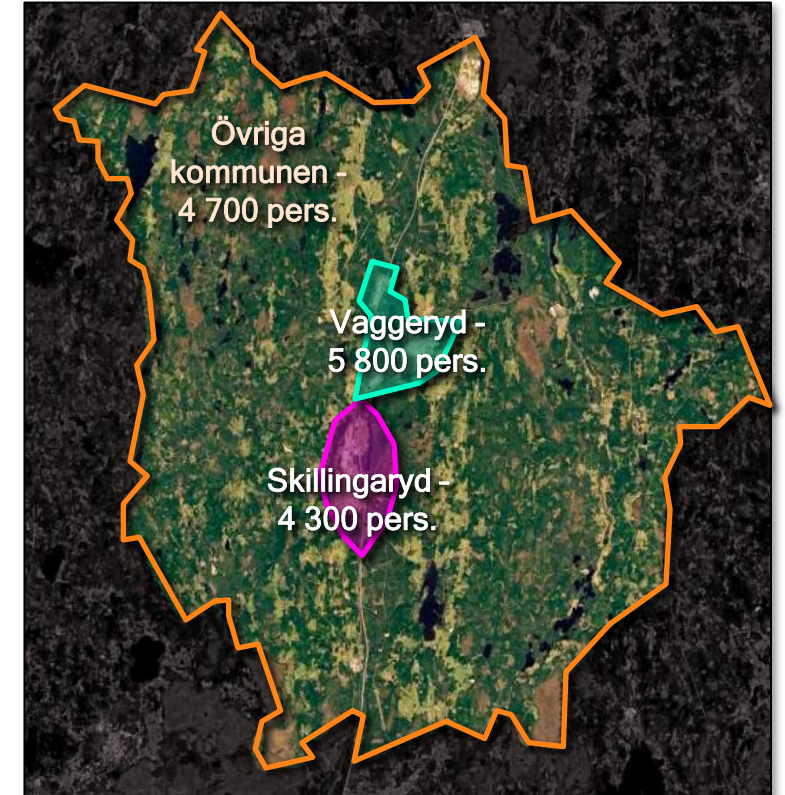 Övriga
kommunen -
4 700 pers.
Vaggeryd -
5 800 pers.
Skillingaryd -
4 300 pers.